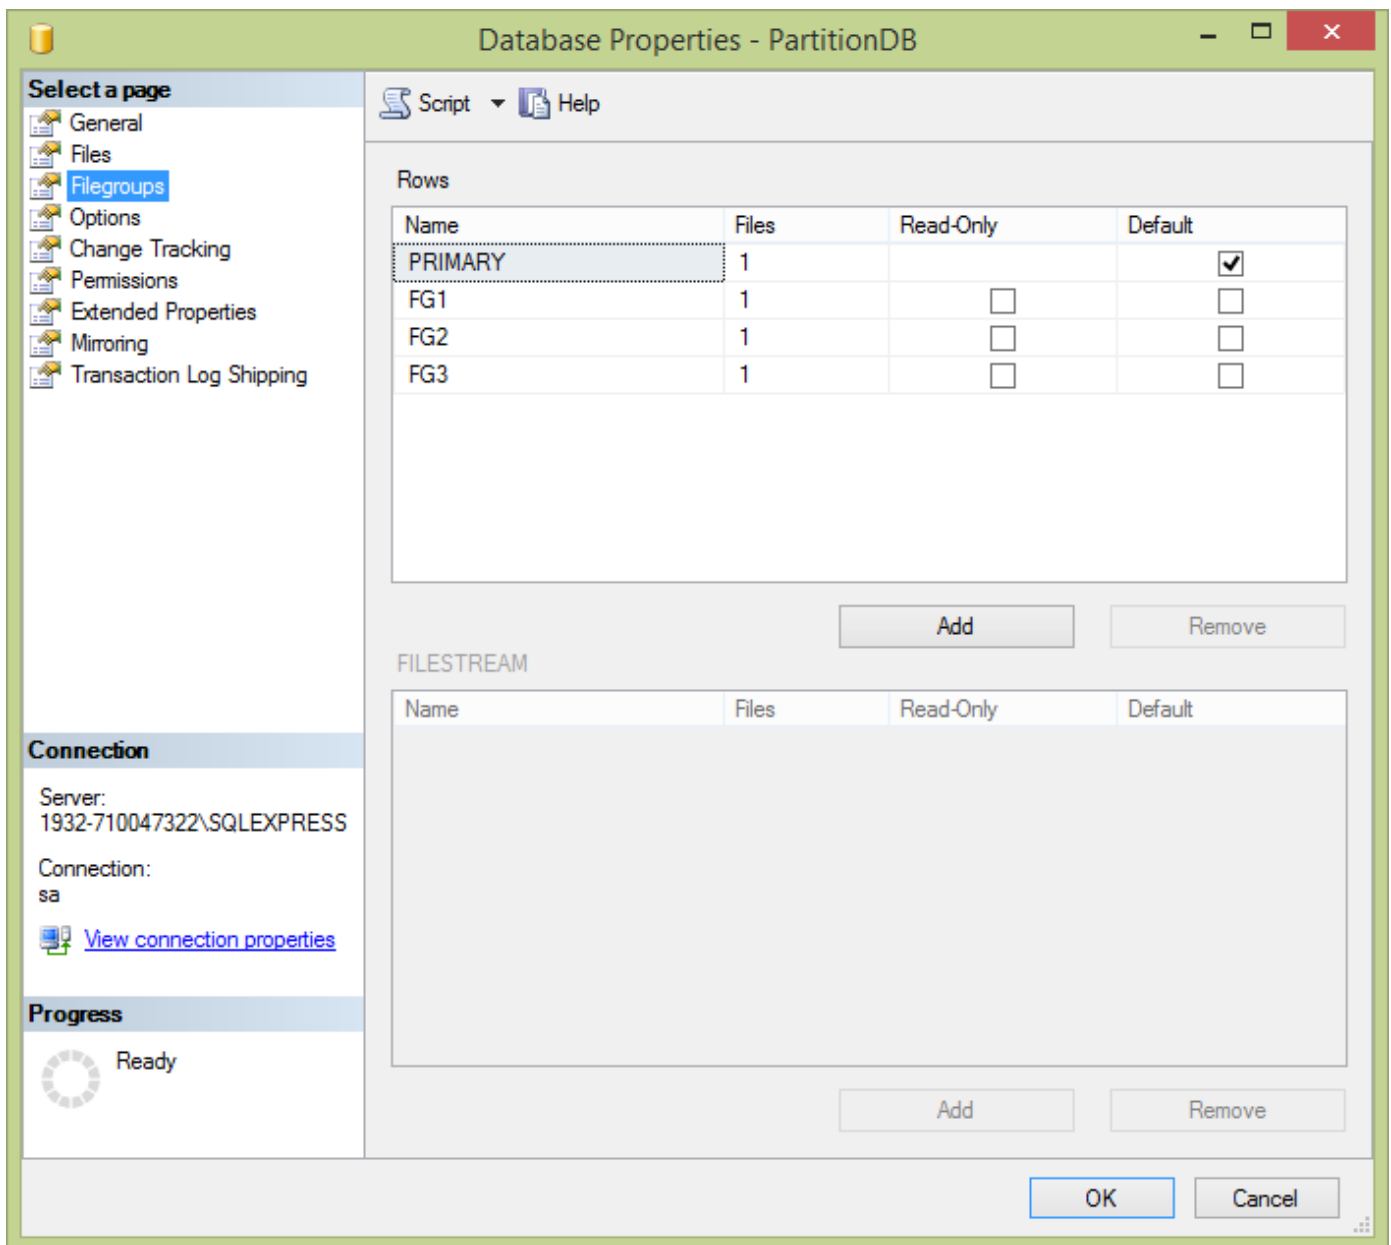 Database Properties - PartitionDB
Select a page
General
Files
Filegroups
Options
Change Tracking
Permissions
Extended Properties
Mirroring
Transaction Log Shipping
Connection
Server:
1932-710047322\SQLEXPRESS
Connection:
sa
View connection properties
Progress
Ready
Script Help
Rows
Name Files Read-Only Default
PRIMARY 1
FG1 1
FG2 1
FG3 1
Add Remove
FILESTREAM
Name Files Read-Only Default
Add Remove
OK Cancel